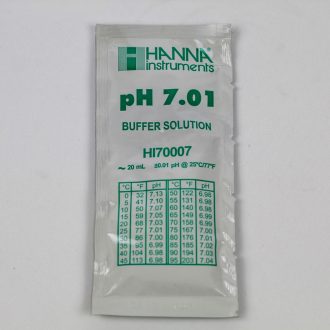 HANNA
instruments
pH 7.01
BUFFER SOLUTION
HI70007
~ 20 mL ±0.01 pH @ 25°C/77°F
°C °F pH °C °F pH
0 32 7.13 50 122 6.98
5 41 7.10 55 131 6.98
10 50 7.07 60 140 6.98
15 59 7.05 65 149 6.99
20 68 7.03 70 158 6.99
25 77 7.01 75 167 7.00
30 86 7.00 80 176 7.01
35 95 6.99 85 185 7.02
40 104 6.98 90 194 7.03
45 113 6.98 95 203 7.04